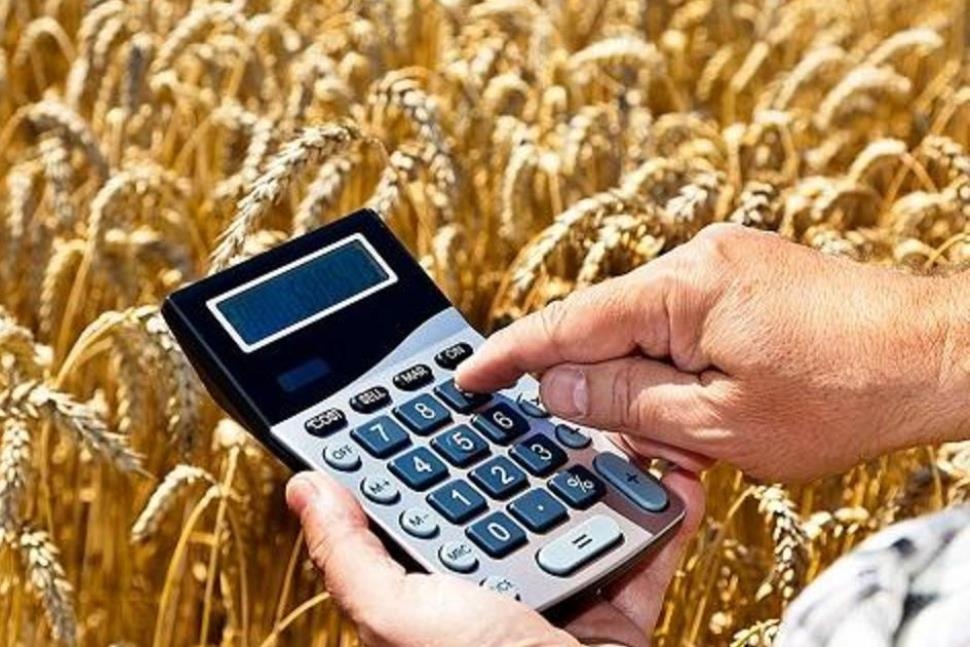 COST SELL MAR ON
7 8
OFF 4 5 6
M+ 1 2 3
M- 0 . % +
MRC =